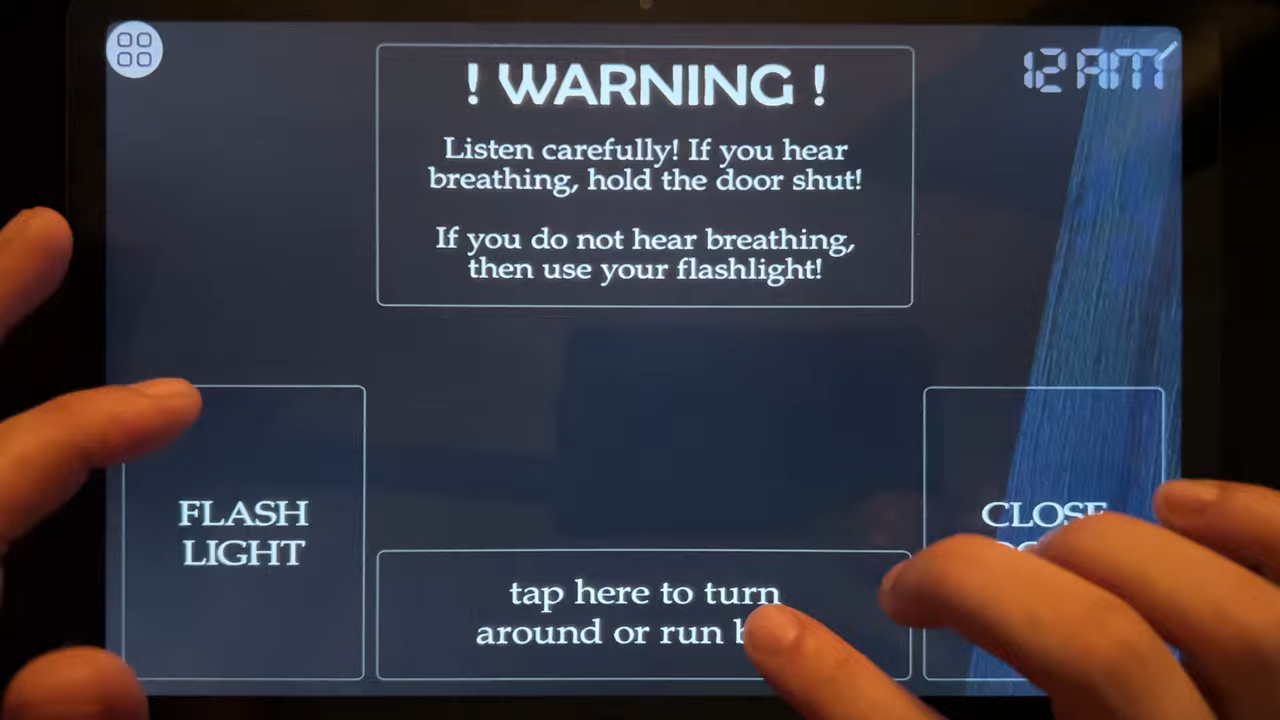 ! WARNING !
12 AM
Listen carefully! If you hear
breathing, hold the door shut!
If you do not hear breathing,
then use your flashlight!
FLASH
LIGHT
CLOSE
tap here to turn
around or run